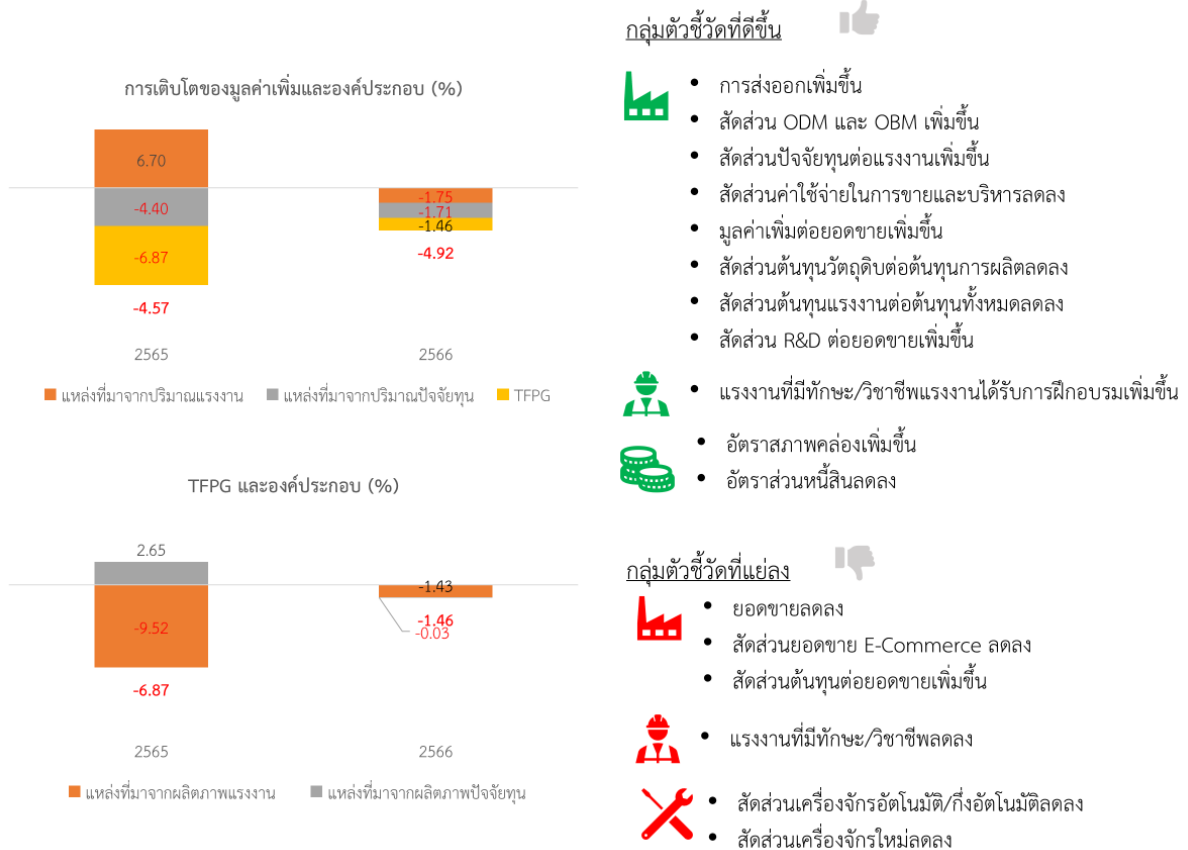 การเติบโตของมูลค่าเพิ่มและองค์ประกอบ (%)
6.70
-4.40
-6.87
-4.57
-1.75
-1.71
-1.46
-4.92
2565
2566
แหล่งที่มาจากปริมาณแรงงาน
แหล่งที่มาจากปริมาณปัจจัยทุน
TFPG
TFPG และองค์ประกอบ (%)
2.65
-9.52
-6.87
-1.43
-1.46
-0.03
2565
2566
แหล่งที่มาจากผลิตภาพแรงงาน
แหล่งที่มาจากผลิตภาพปัจจัยทุน
กลุ่มตัวชี้วัดที่ดีขึ้น
• การส่งออกเพิ่มขึ้น
• สัดส่วน ODM และ OBM เพิ่มขึ้น
• สัดส่วนปัจจัยทุนต่อแรงงานเพิ่มขึ้น
• สัดส่วนค่าใช้จ่ายในการขายและบริหารลดลง
• มูลค่าเพิ่มต่อยอดขายเพิ่มขึ้น
• สัดส่วนต้นทุนวัตถุดิบต่อต้นทุนการผลิตลดลง
• สัดส่วนต้นทุนแรงงานต่อต้นทุนทั้งหมดลดลง
• สัดส่วน R&D ต่อยอดขายเพิ่มขึ้น
• แรงงานที่มีทักษะ/วิชาชีพแรงงานได้รับการฝึกอบรมเพิ่มขึ้น
• อัตราสภาพคล่องเพิ่มขึ้น
• อัตราส่วนหนี้สินลดลง
กลุ่มตัวชี้วัดที่แย่ลง
• ยอดขายลดลง
• สัดส่วนยอดขาย E-Commerce ลดลง
• สัดส่วนต้นทุนต่อยอดขายเพิ่มขึ้น
• แรงงานที่มีทักษะ/วิชาชีพลดลง
• สัดส่วนเครื่องจักรอัตโนมัติ/กึ่งอัตโนมัติลดลง
• สัดส่วนเครื่องจักรใหม่ลดลง